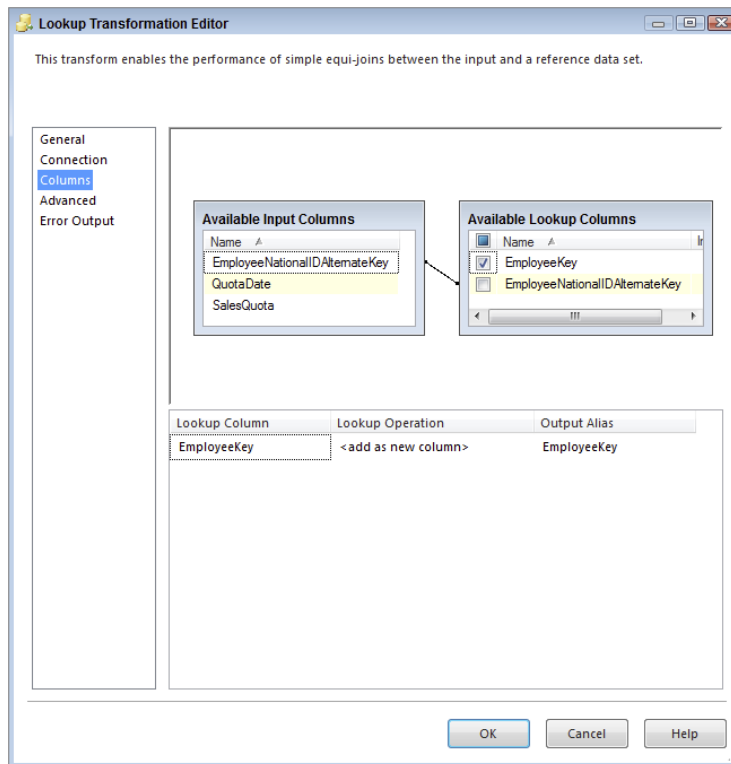 Lookup Transformation Editor
This transform enables the performance of simple equi-joins between the input and a reference data set.
General
Connection
Columns
Advanced
Error Output
Available Input Columns
Name
EmployeeNationalIDAlternateKey
QuotaDate
SalesQuota
Available Lookup Columns
Name
EmployeeKey
EmployeeNationalIDAlternateKey
Lookup Column Lookup Operation Output Alias
EmployeeKey <add as new column> EmployeeKey
OK Cancel Help